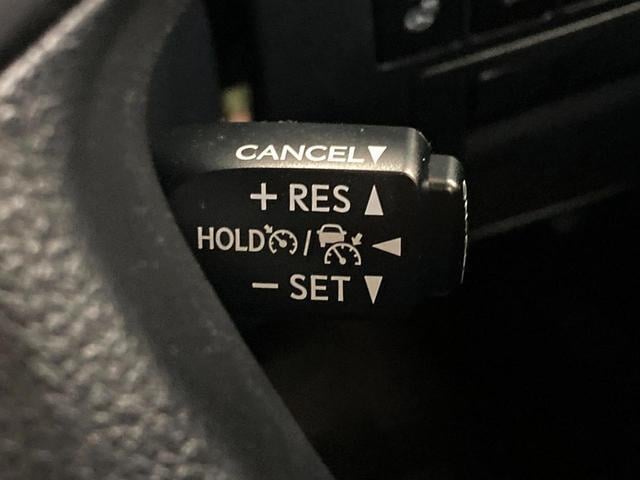 CANCEL▼
+ RES ▲
HOLD / ◀
− SET ▼